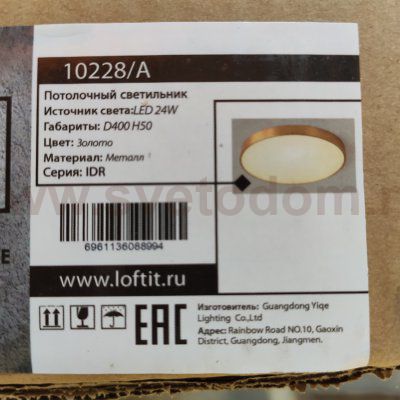 10228/A
Потолочный светильник
Источник света:LED 24W
Габариты: D400 H50
Цвет: Золото
Материал: Металл
Серия: IDR
www.svetodom.r
6961136088994
E
www.loftit.ru
EAC
Изготовитель: Guangdong Yiqe
Lighting Co.,Ltd
Адрес: Rainbow Road NO.10, Gaoxin
District, Guangdong, Jiangmen.